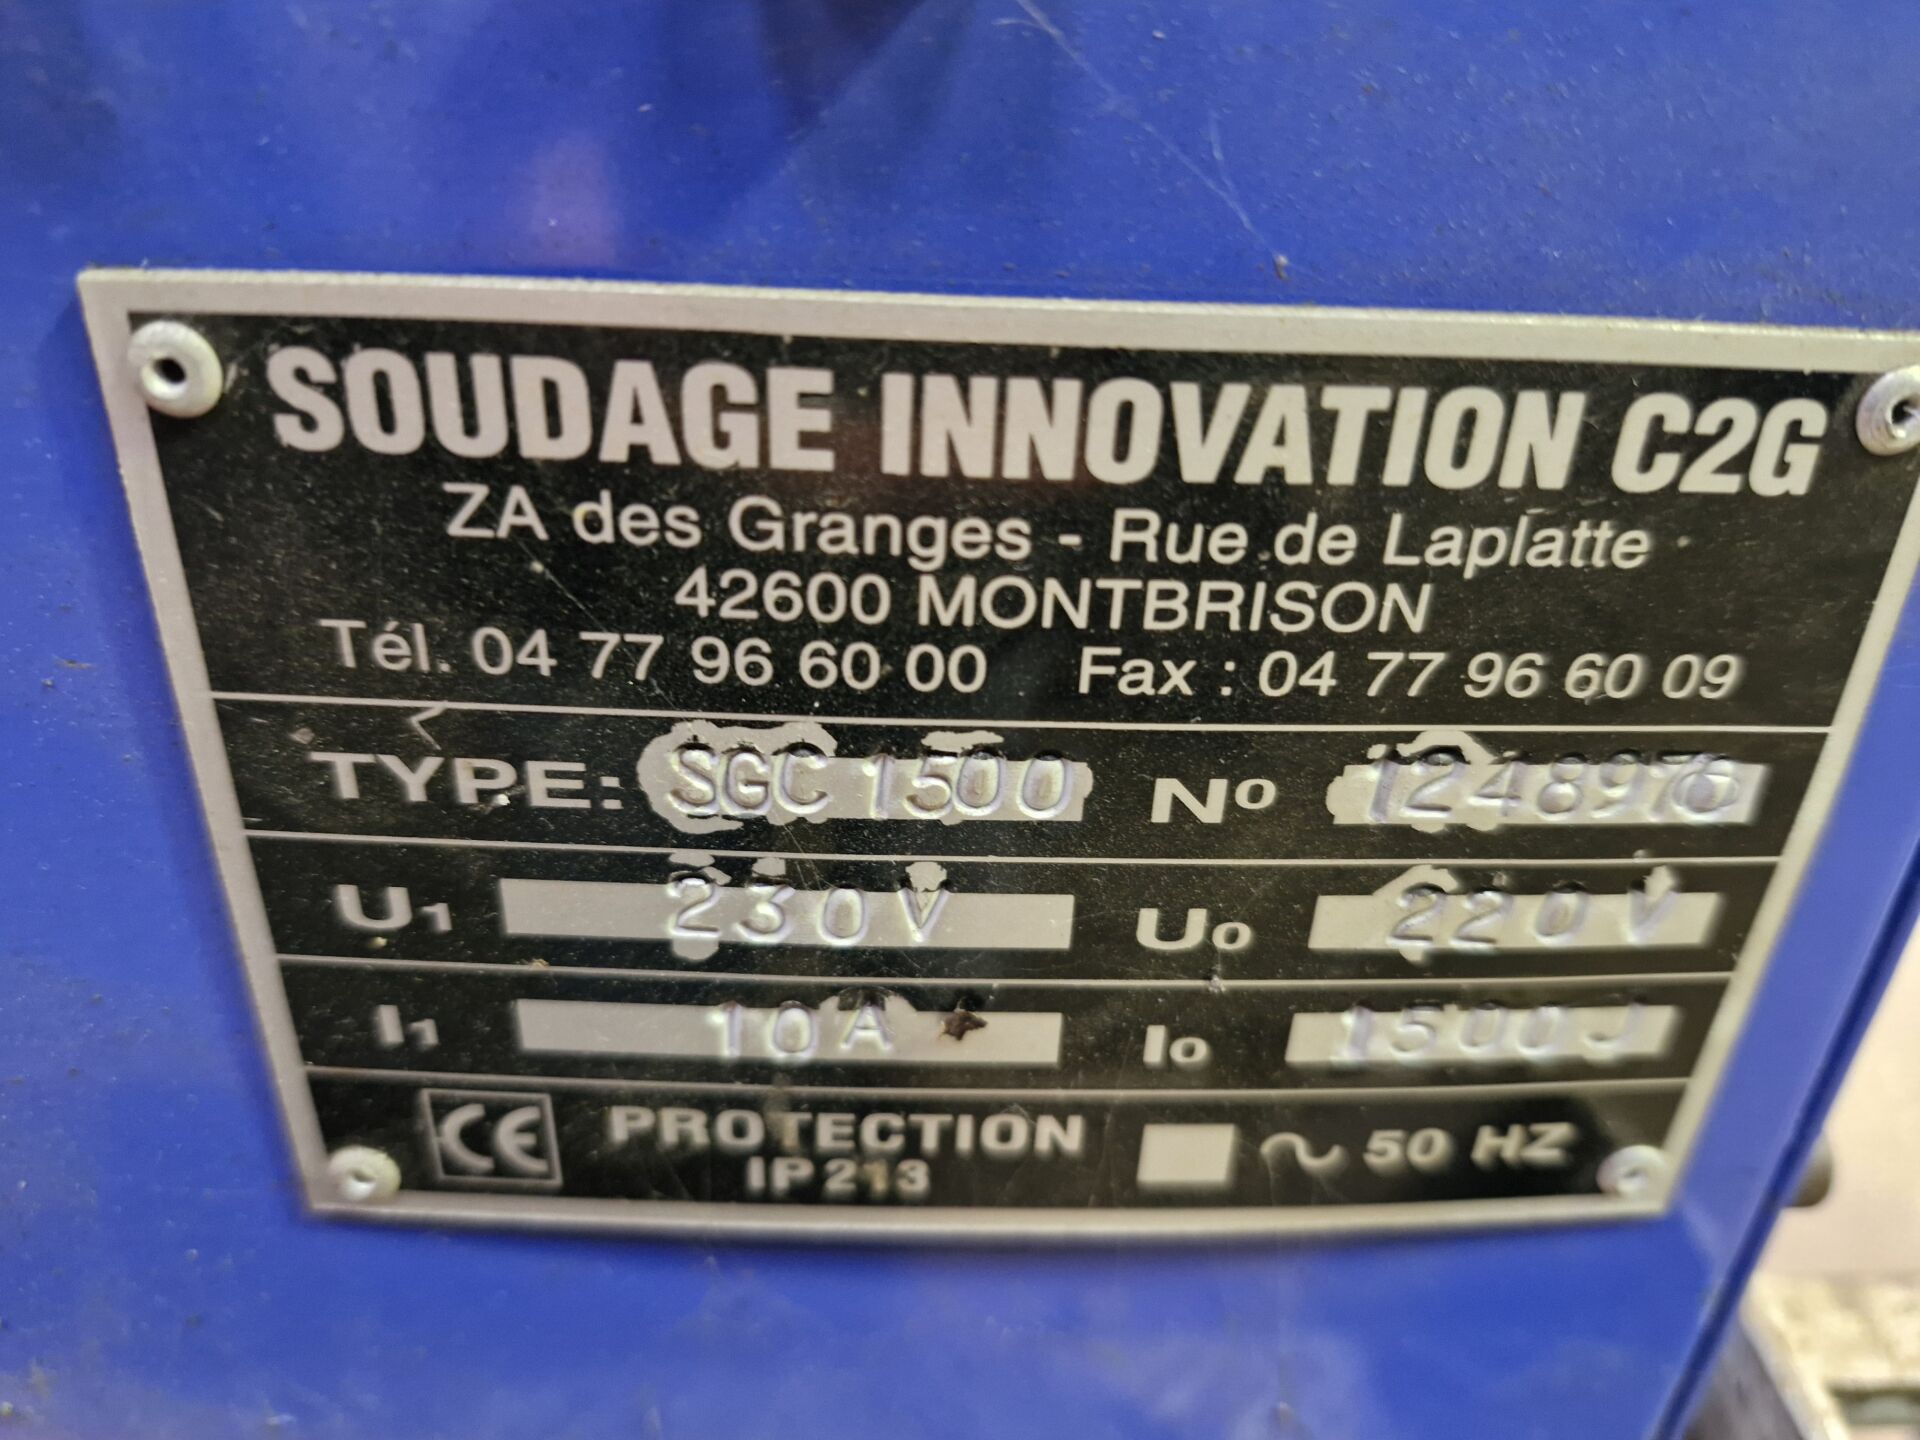 SOUDAGE INNOVATION C2G
ZA des Granges - Rue de Laplatte
42600 MONTBRISON
Tél. 04 77 96 60 00 Fax : 04 77 96 60 09
TYPE: SGC 1500 Nº
U1 230V U0 220V
I1 10A I0 1500J
CE PROTECTION ~ 50 HZ
IP213